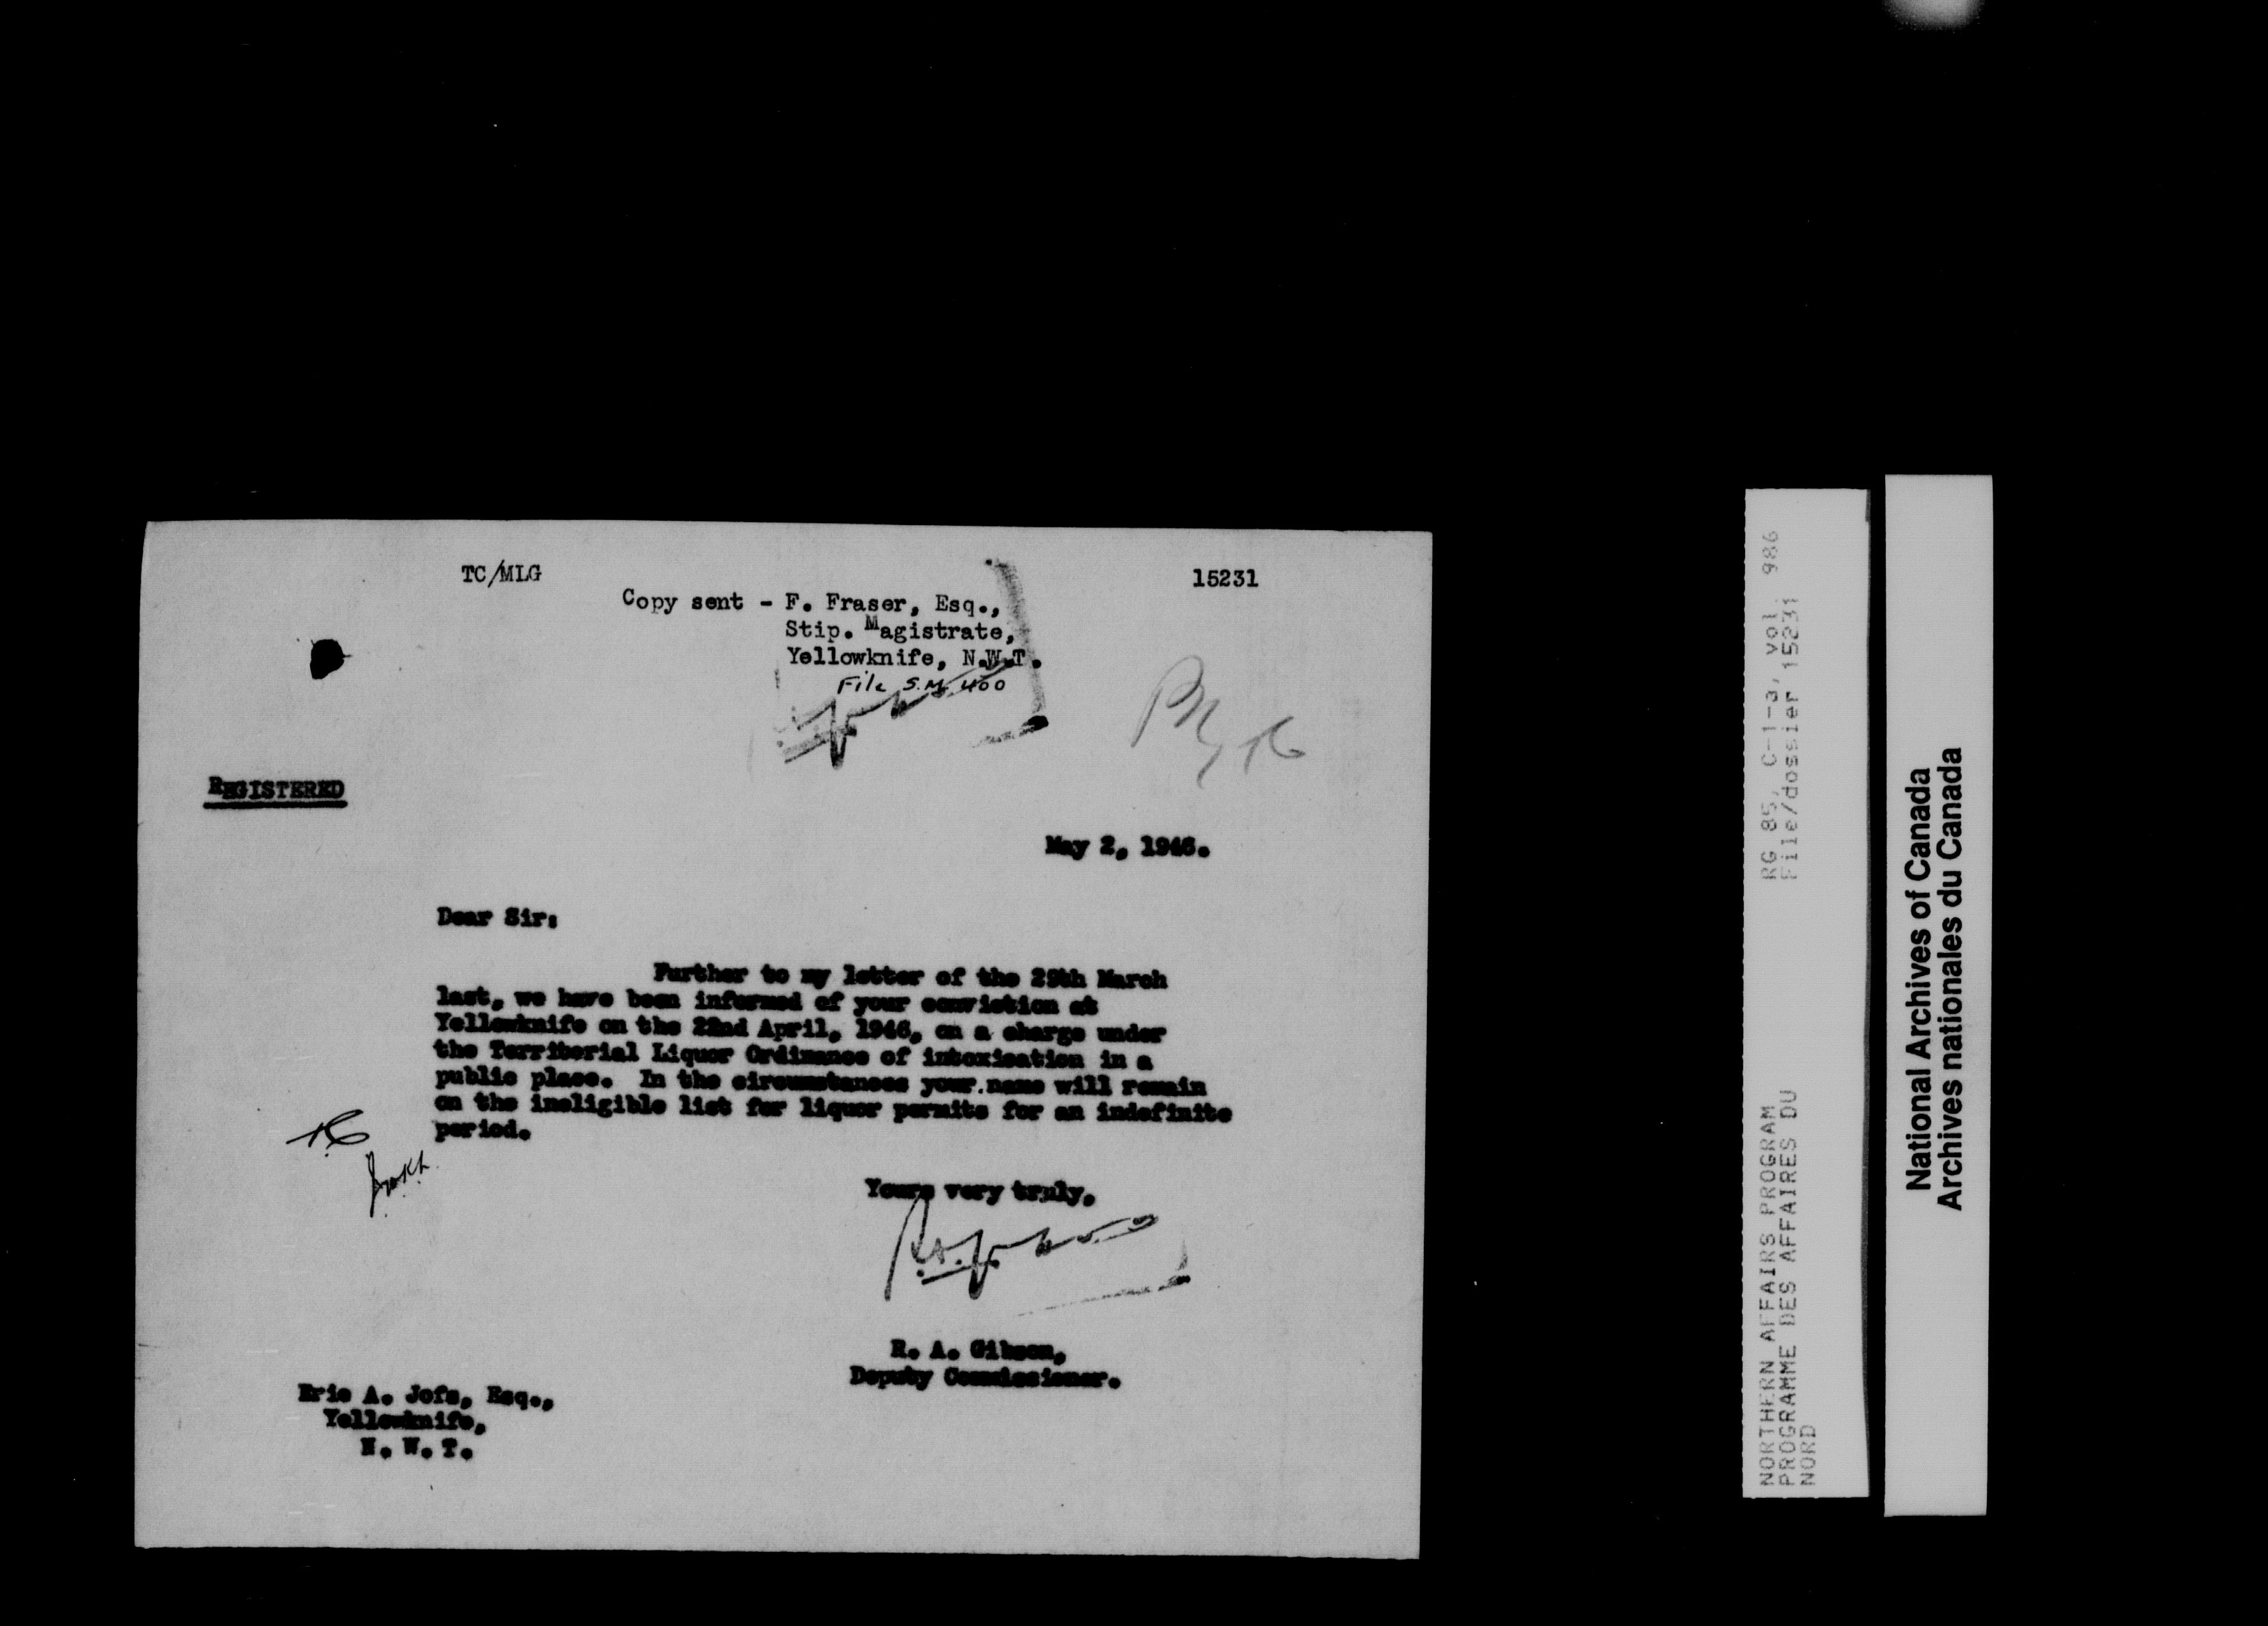 TC/MLG
15231
Copy sent - F. Fraser, Esq.,
Stip. Magistrate,
Yellowknife, N.W.T.
File S.M. 400
REGISTERED
May 2, 1946.
Dear Sir:
Further to my letter of the 29th March
last, we have been informed of your conviction at
Yellowknife on the 22nd April, 1946, on a charge under
the Territorial Liquor Ordinance of intoxication in a
public place. In the circumstances your name will remain
on the ineligible list for liquor permits for an indefinite
period.
Yours very truly,
R. A. Gibson,
Deputy Commissioner.
Eric A. Jofs, Esq.,
Yellowknife,
N. W. T.
RG 85, C-1-a, vol. 986
File/dossier 15231
NORTHERN AFFAIRS PROGRAM
PROGRAMME DES AFFAIRES DU
NORD
National Archives of Canada
Archives nationales du Canada